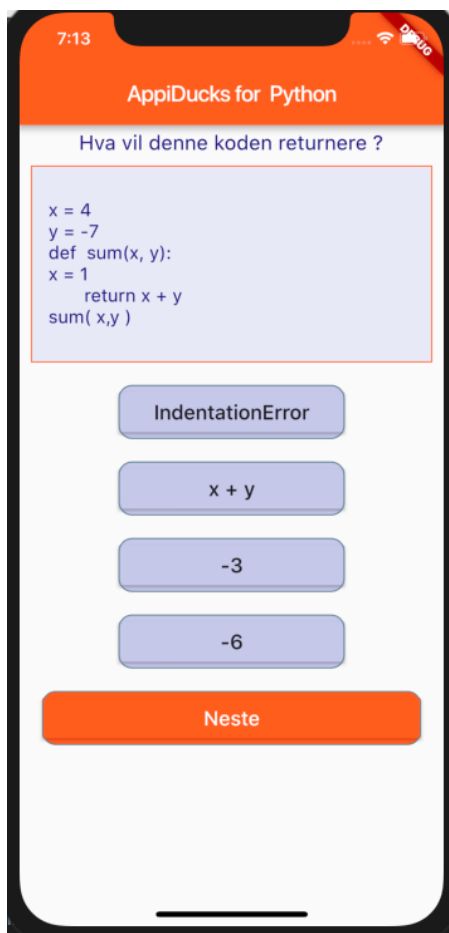 7:13
DEBUG
AppiDucks for Python
Hva vil denne koden returnere ?
x = 4
y = -7
def  sum(x, y):
x = 1
      return x + y
sum( x,y )
IndentationError
x + y
-3
-6
Neste